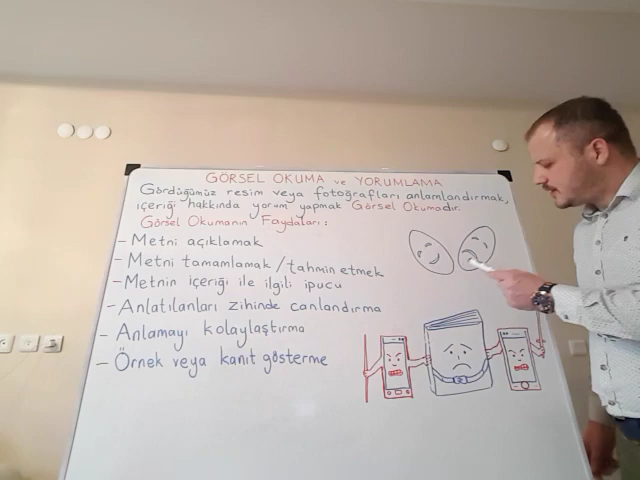 GÖRSEL OKUMA ve YORUMLAMA
Gördüğümüz resim veya fotoğrafları anlamlandırmak,
içeriği hakkında yorum yapmak Görsel Okumadır.
Görsel Okumanın Faydaları:
- Metni açıklamak
- Metni tamamlamak / tahmin etmek
- Metnin içeriği ile ilgili ipucu
- Anlatılanları zihinde canlandırma
- Anlamayı kolaylaştırma
- Örnek veya kanıt gösterme